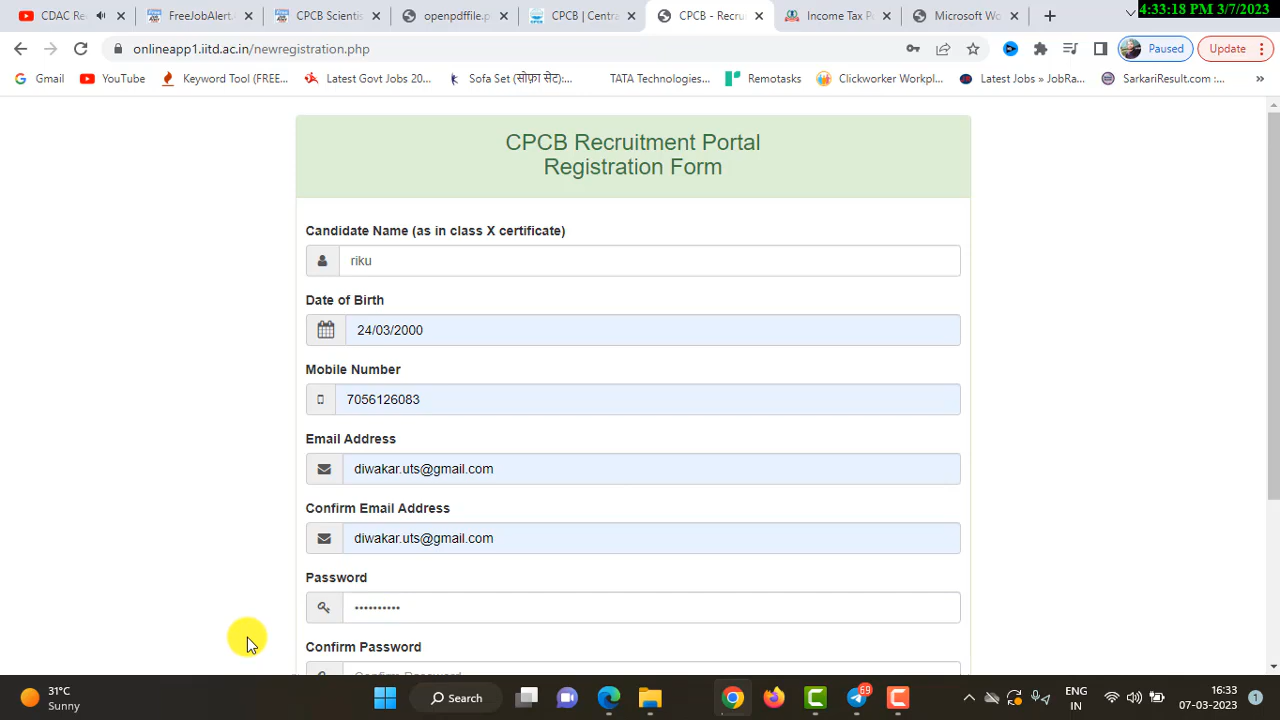 CDAC Re
FreeJobAlert.
CPCB Scienti
CPCB | Centra
CPCB - Recru
Income Tax F
Microsoft Wo
4:33:18 PM 3/7/2023
onlineapp1.iitd.ac.in/newregistration.php
Paused
Update
Gmail
YouTube
Keyword Tool (FREE...
Latest Govt Jobs 20...
Sofa Set (सोफ़ा सेट):...
TATA Technologies...
Remotasks
Clickworker Workpl...
Latest Jobs » JobRa...
SarkariResult.com :...
»
CPCB Recruitment Portal
Registration Form
Candidate Name (as in class X certificate)
riku
Date of Birth
24/03/2000
Mobile Number
7056126083
Email Address
diwakar.uts@gmail.com
Confirm Email Address
diwakar.uts@gmail.com
Password
••••••••••
Confirm Password
Confirm Password
31°C
Sunny
Search
69
ENG
IN
16:33
07-03-2023
1